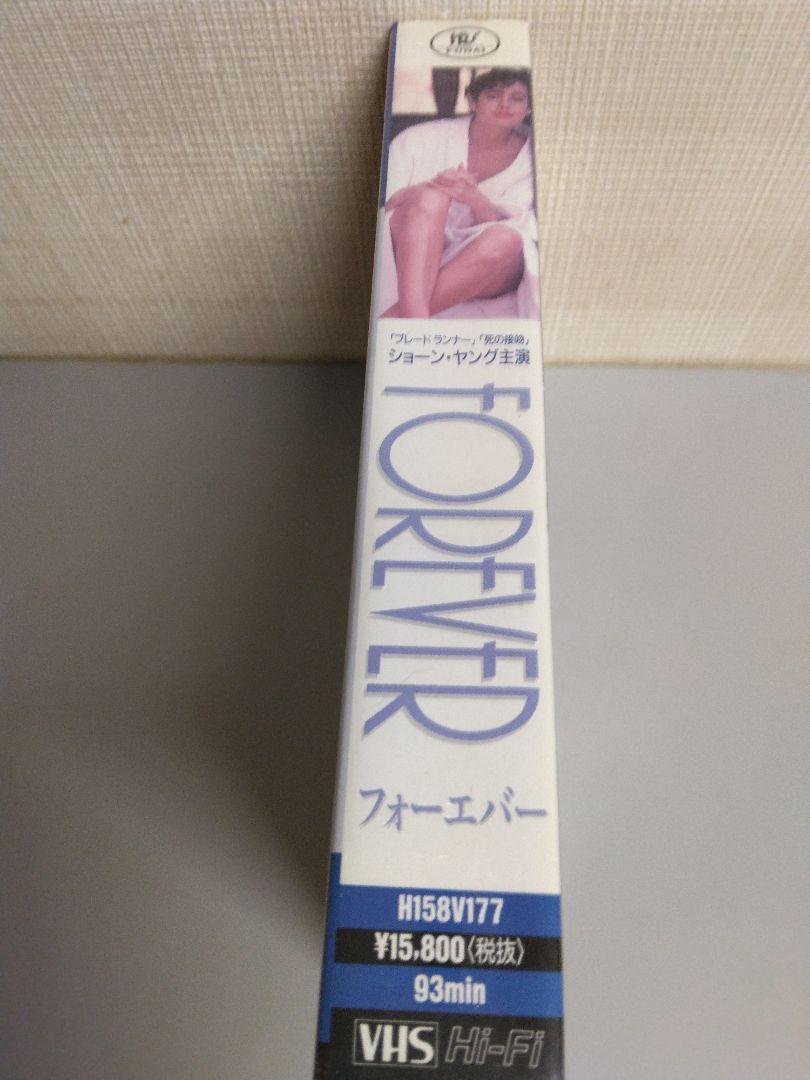 FUNAI
「ブレードランナー」「死の接吻」
ショーン・ヤング主演
FOREVER
フォーエバー
H158V177
¥15,800〈税抜〉
93min
VHS Hi-Fi